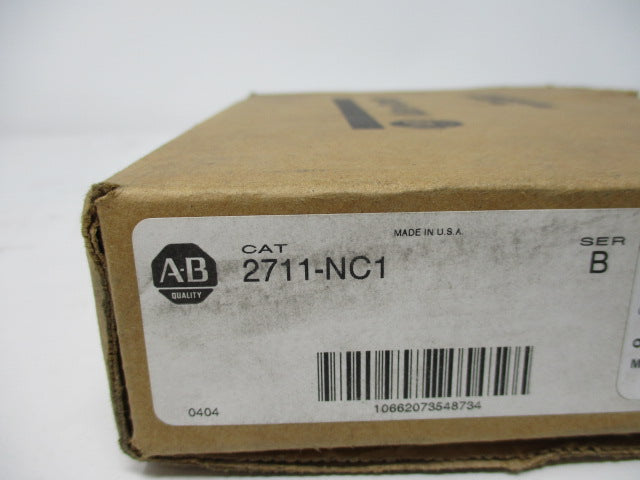 MADE IN U.S.A.
CAT
SER
A-B
QUALITY
2711-NC1
B
0404
10662073548734